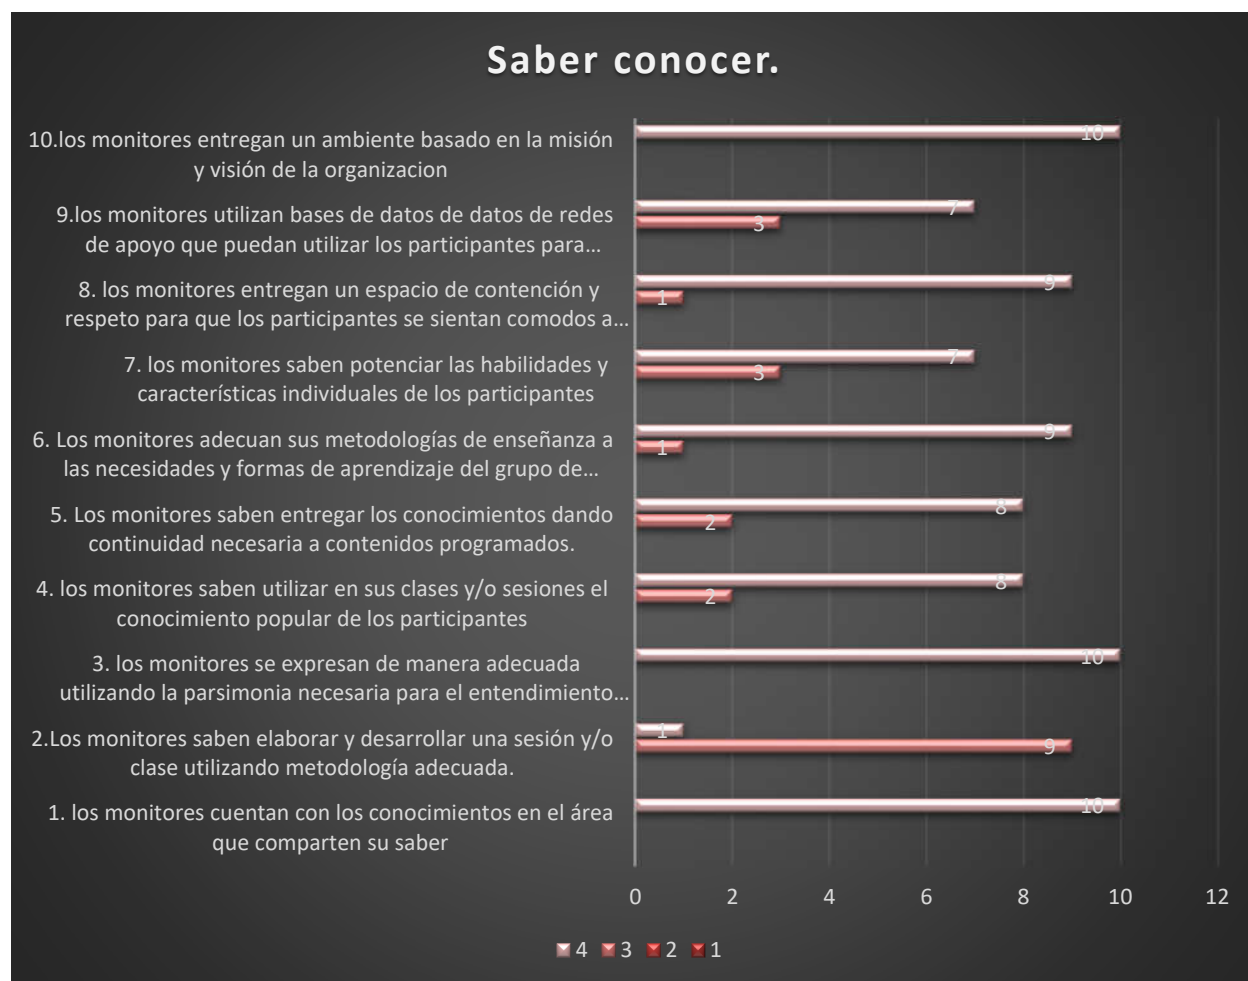 Saber conocer.
10.los monitores entregan un ambiente basado en la misión
y visión de la organizacion
10
9.los monitores utilizan bases de datos de datos de redes
de apoyo que puedan utilizar los participantes para...
7
3
8. los monitores entregan un espacio de contención y
respeto para que los participantes se sientan comodos a...
9
1
7. los monitores saben potenciar las habilidades y
características individuales de los participantes
7
3
6. Los monitores adecuan sus metodologías de enseñanza a
las necesidades y formas de aprendizaje del grupo de...
9
1
5. Los monitores saben entregar los conocimientos dando
continuidad necesaria a contenidos programados.
8
2
4. los monitores saben utilizar en sus clases y/o sesiones el
conocimiento popular de los participantes
8
2
3. los monitores se expresan de manera adecuada
utilizando la parsimonia necesaria para el entendimiento...
10
2.Los monitores saben elaborar y desarrollar una sesión y/o
clase utilizando metodología adecuada.
1
9
1. los monitores cuentan con los conocimientos en el área
que comparten su saber
10
0 2 4 6 8 10 12
4 3 2 1